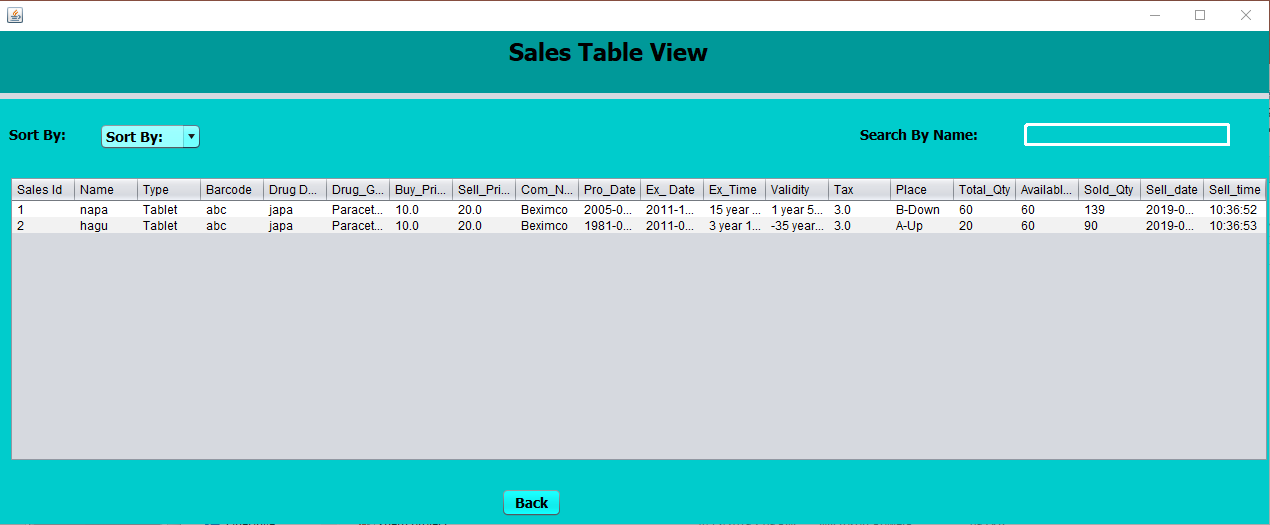 Sales Table View
Sort By: Sort By: Search By Name:
Sales Id Name Type Barcode Drug D... Drug_G... Buy_Pri... Sell_Pri... Com_N... Pro_Date Ex_ Date Ex_Time Validity Tax Place Total_Qty Availabl... Sold_Qty Sell_date Sell_time
1 napa Tablet abc japa Paracet... 10.0 20.0 Beximco 2005-0... 2011-1... 15 year ... 1 year 5... 3.0 B-Down 60 60 139 2019-0... 10:36:52
2 hagu Tablet abc japa Paracet... 10.0 20.0 Beximco 1981-0... 2011-0... 3 year 1... -35 year... 3.0 A-Up 20 60 90 2019-0... 10:36:53
Back